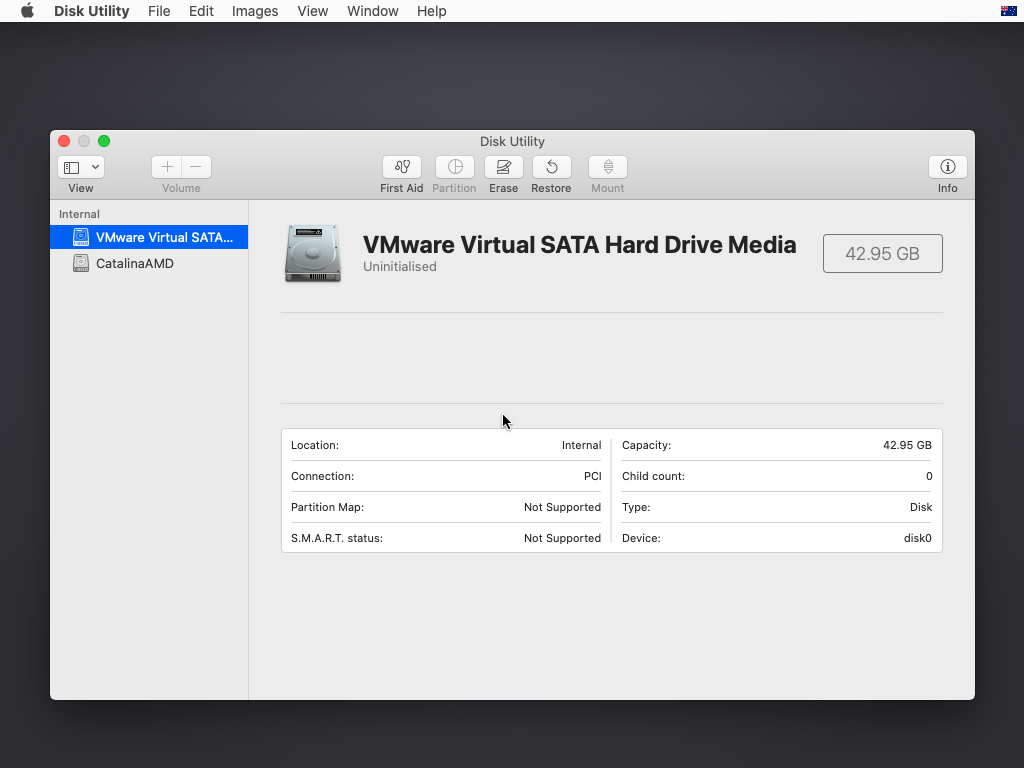 Disk Utility File Edit Images View Window Help
Disk Utility
View Volume First Aid Partition Erase Restore Mount Info
Internal
VMware Virtual SATA...
CatalinaAMD
VMware Virtual SATA Hard Drive Media
Uninitialised
42.95 GB
Location: Internal Capacity: 42.95 GB
Connection: PCI Child count: 0
Partition Map: Not Supported Type: Disk
S.M.A.R.T. status: Not Supported Device: disk0